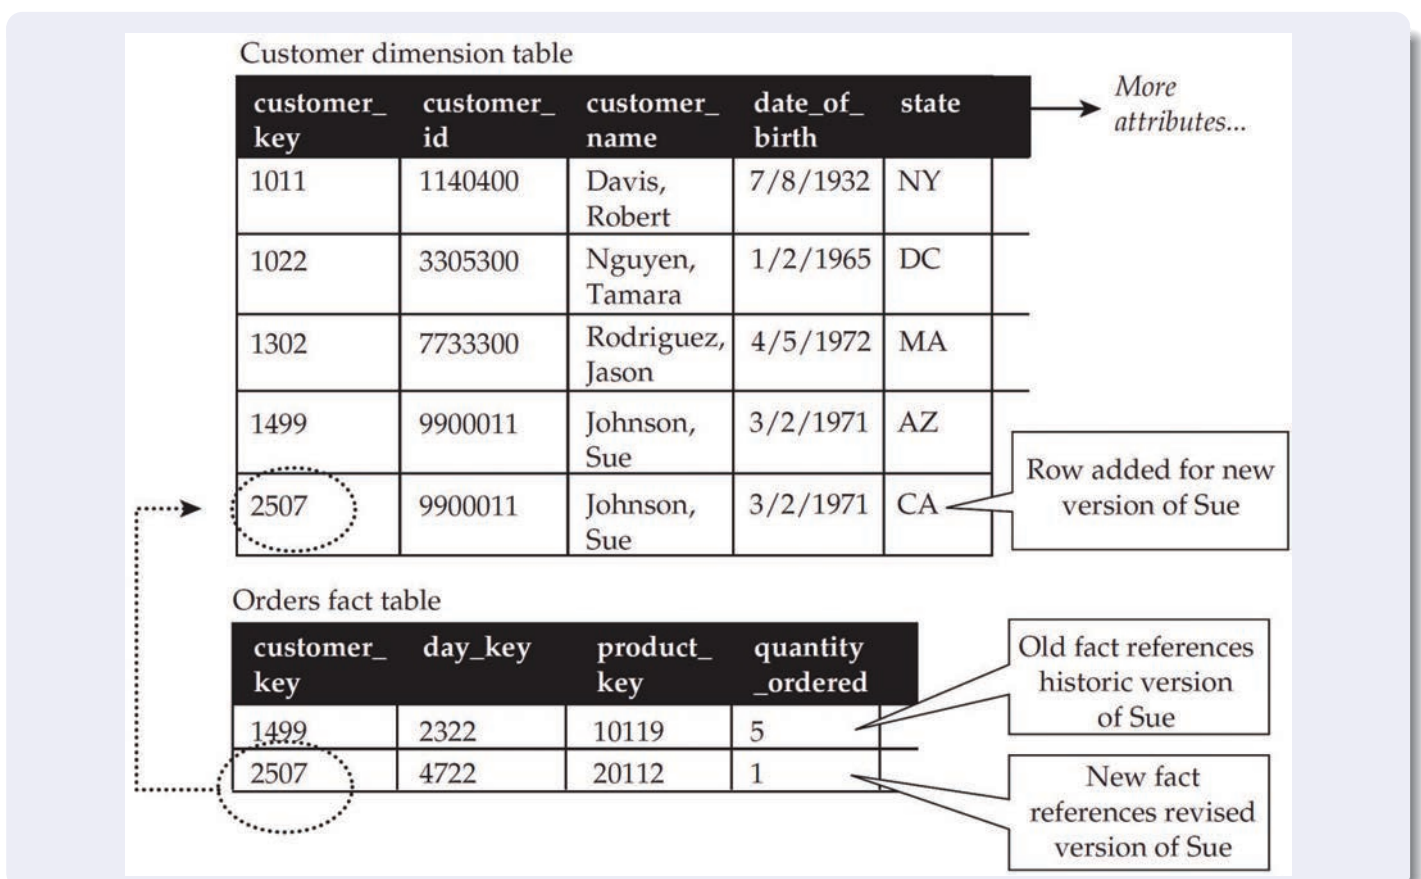 Customer dimension table
customer_ customer_ customer_ date_of_ state
key id name birth
More
attributes...
1011 1140400 Davis, 7/8/1932 NY
Robert
1022 3305300 Nguyen, 1/2/1965 DC
Tamara
1302 7733300 Rodriguez, 4/5/1972 MA
Jason
1499 9900011 Johnson, 3/2/1971 AZ
Sue
2507 9900011 Johnson, 3/2/1971 CA
Sue
Row added for new
version of Sue
Orders fact table
customer_ day_key product_ quantity
key key _ordered
1499 2322 10119 5
2507 4722 20112 1
Old fact references
historic version
of Sue
New fact
references revised
version of Sue